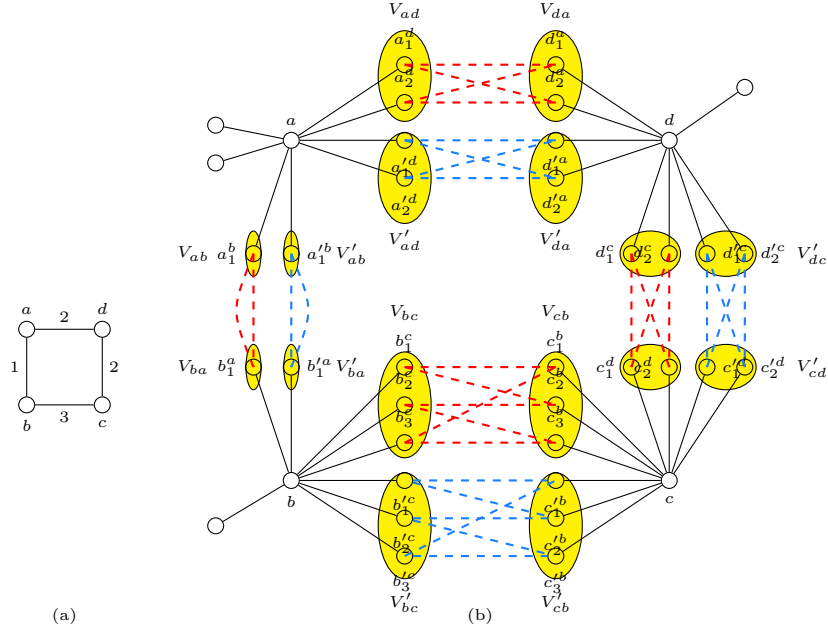 V_{ad} V_{da}
a_1^d d_1^a
a_2^d d_2^a
a d
a_1'^d d_1'^a
a_2'^d d_2'^a
V'_{ad} V'_{da}
V_{ab} a_1^b a_1'^b V'_{ab} d_1^c d_2^c d_1'^c d_2'^c V'_{dc}
a 2 d
1 2
b 3 c
V_{bc} V_{cb}
b_1^c c_1^b
V_{ba} b_1^a b_1'^a V'_{ba} b_2^c c_2^b c_1^d c_2^d c_1'^d c_2'^d V'_{cd}
b_3^c c_3^b
b c
b_1'^c c_1'^b
b_2'^c c_2'^b
b_3'^c c_3'^b
V'_{bc} V'_{cb}
(a) (b)